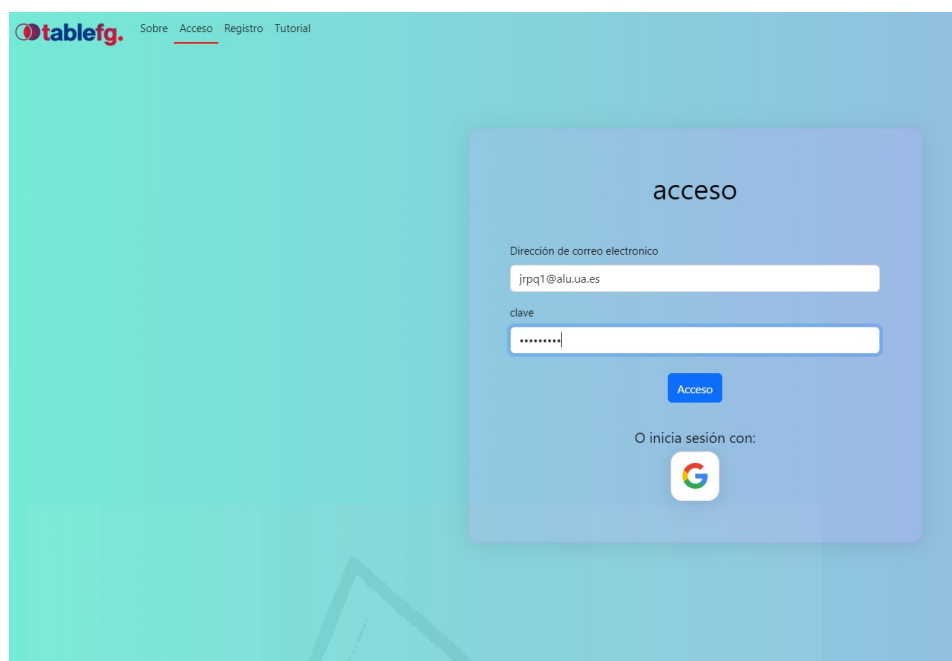 tablefg. Sobre Acceso Registro Tutorial
acceso
Dirección de correo electronico
jrpq1@alu.ua.es
clave
•••••••••
Acceso
O inicia sesión con:
G